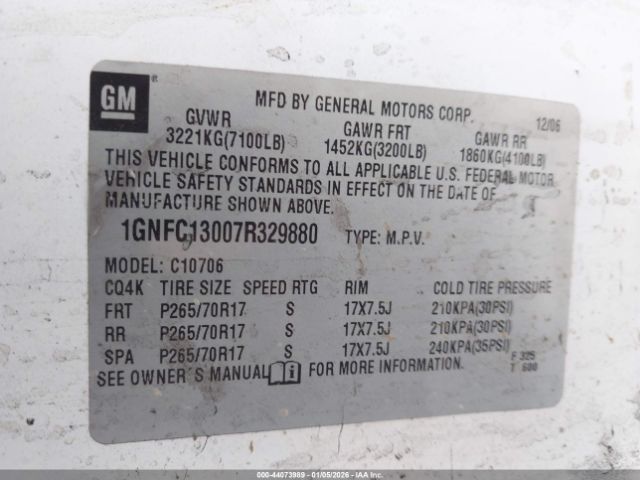 GM ®
MFD BY GENERAL MOTORS CORP. 12/06
GVWR GAWR FRT GAWR RR
3221KG(7100LB) 1452KG(3200LB) 1860KG(4100LB)
THIS VEHICLE CONFORMS TO ALL APPLICABLE U.S. FEDERAL MOTOR
VEHICLE SAFETY STANDARDS IN EFFECT ON THE DATE OF
MANUFACTURE SHOWN ABOVE.
1GNFC13007R329880 TYPE: M.P.V.
MODEL: C10706
CQ4K TIRE SIZE SPEED RTG RIM COLD TIRE PRESSURE
FRT P265/70R17 S 17X7.5J 210KPA(30PSI)
RR P265/70R17 S 17X7.5J 210KPA(30PSI)
SPA P265/70R17 S 17X7.5J 240KPA(35PSI)
SEE OWNER'S MANUAL FOR MORE INFORMATION.
F 325
T 600
000-44073989 - 01/05/2026 - IAA Inc.